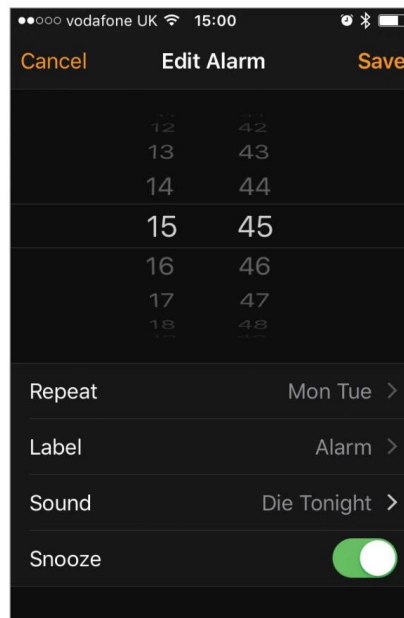 vodafone UK 15:00
Cancel Edit Alarm Save
12 42
13 43
14 44
15 45
16 46
17 47
18 48
Repeat Mon Tue >
Label Alarm >
Sound Die Tonight >
Snooze